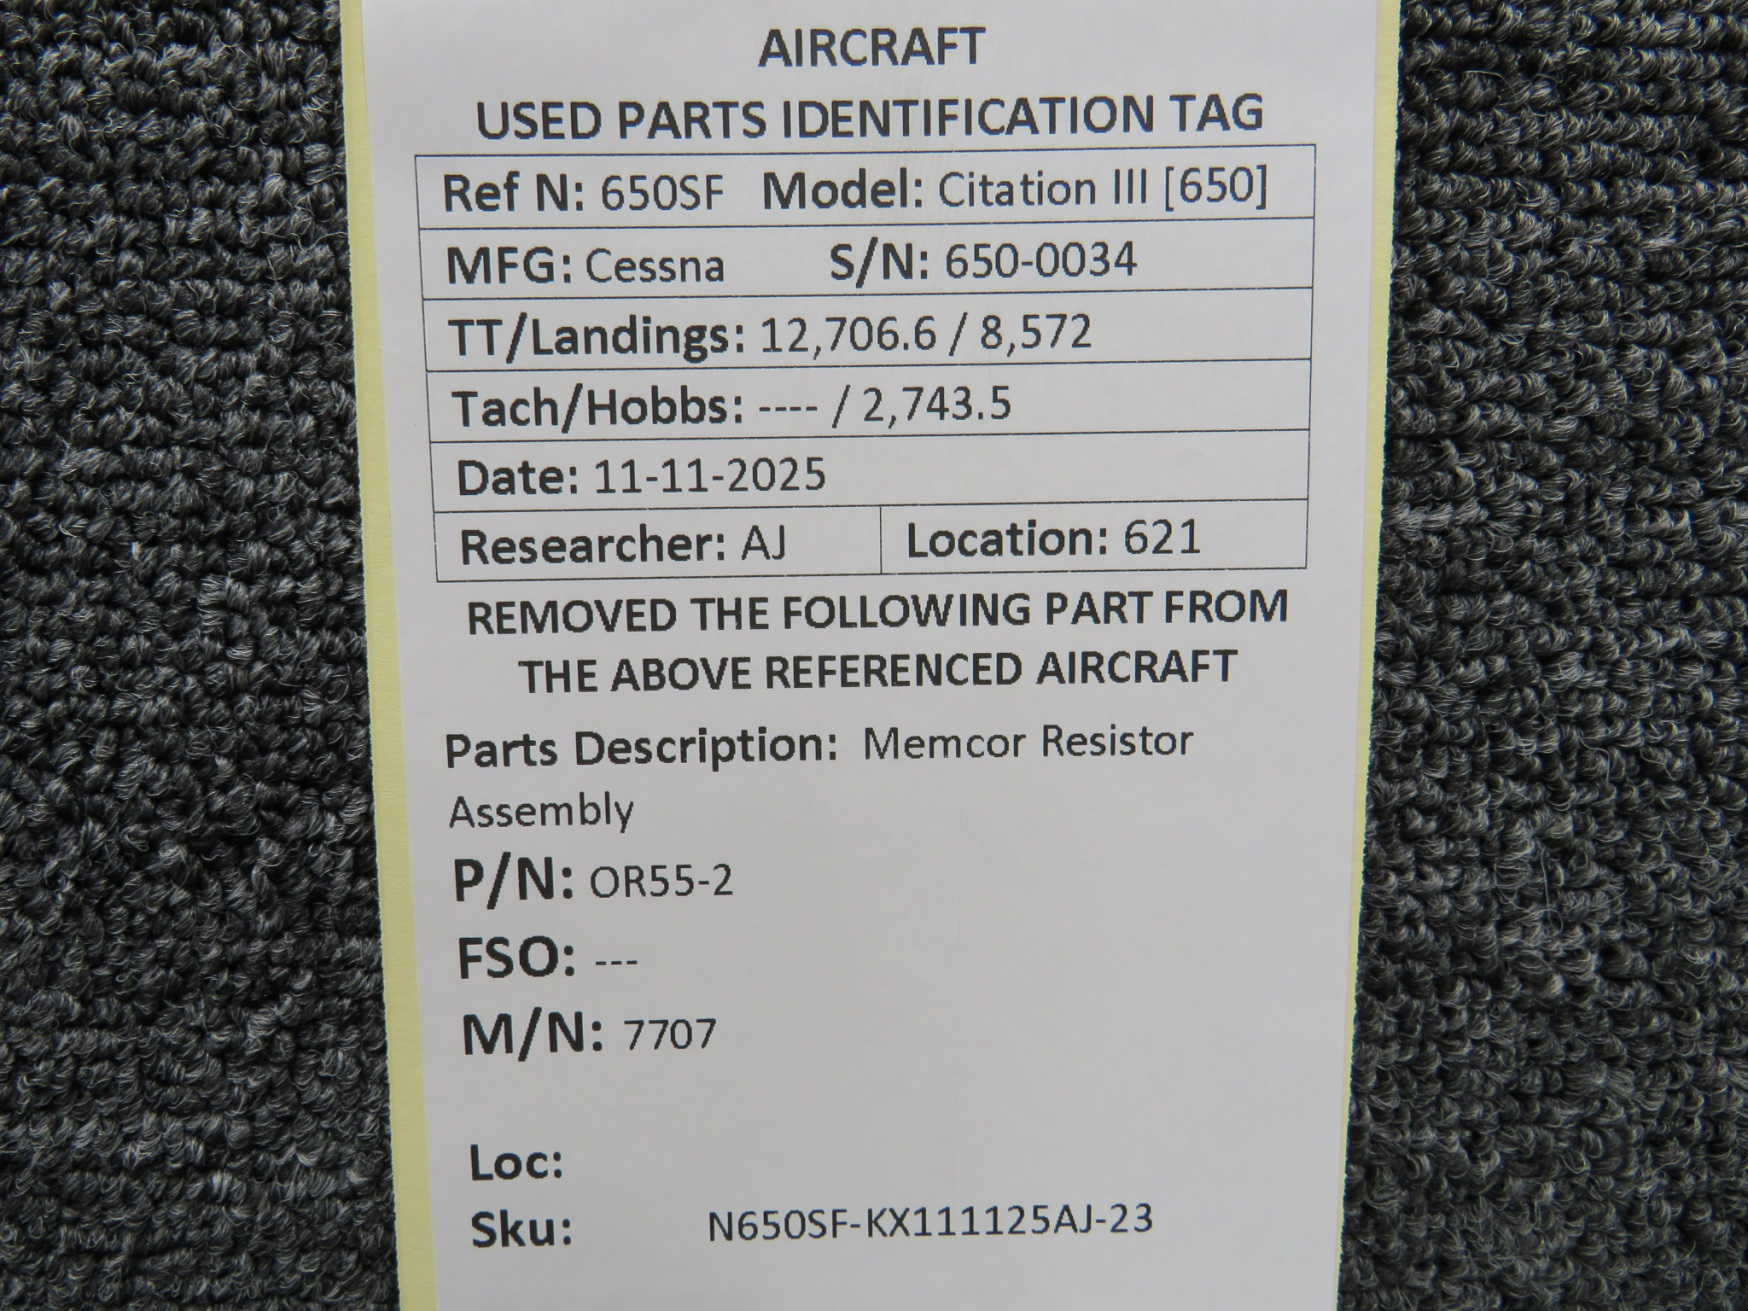 AIRCRAFT
USED PARTS IDENTIFICATION TAG
Ref N: 650SF Model: Citation III [650]
MFG: Cessna S/N: 650-0034
TT/Landings: 12,706.6 / 8,572
Tach/Hobbs: ---- / 2,743.5
Date: 11-11-2025
Researcher: AJ Location: 621
REMOVED THE FOLLOWING PART FROM
THE ABOVE REFERENCED AIRCRAFT
Parts Description: Memcor Resistor
Assembly
P/N: OR55-2
FSO: ---
M/N: 7707
Loc:
Sku: N650SF-KX111125AJ-23